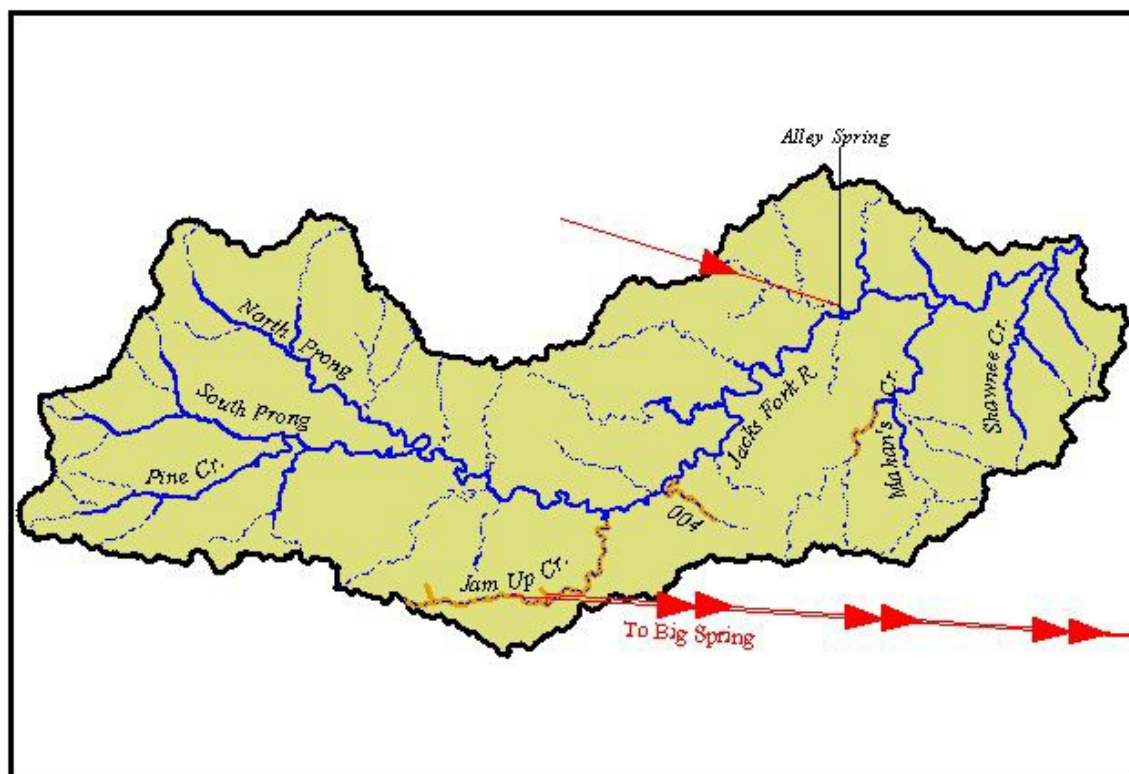 Alley Spring
North Prong
South Prong
Pine Cr.
Jacks Fork R
Mahan's Cr.
Shawnee Cr.
004
Jam Up Cr.
To Big Spring